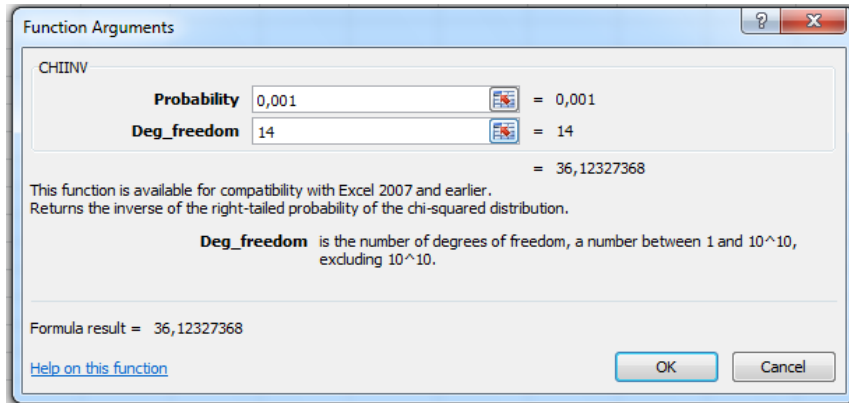 Function Arguments
CHIINV
Probability 0,001 = 0,001
Deg_freedom 14 = 14
= 36,12327368
This function is available for compatibility with Excel 2007 and earlier.
Returns the inverse of the right-tailed probability of the chi-squared distribution.
Deg_freedom is the number of degrees of freedom, a number between 1 and 10^10,
excluding 10^10.
Formula result = 36,12327368
Help on this function OK Cancel